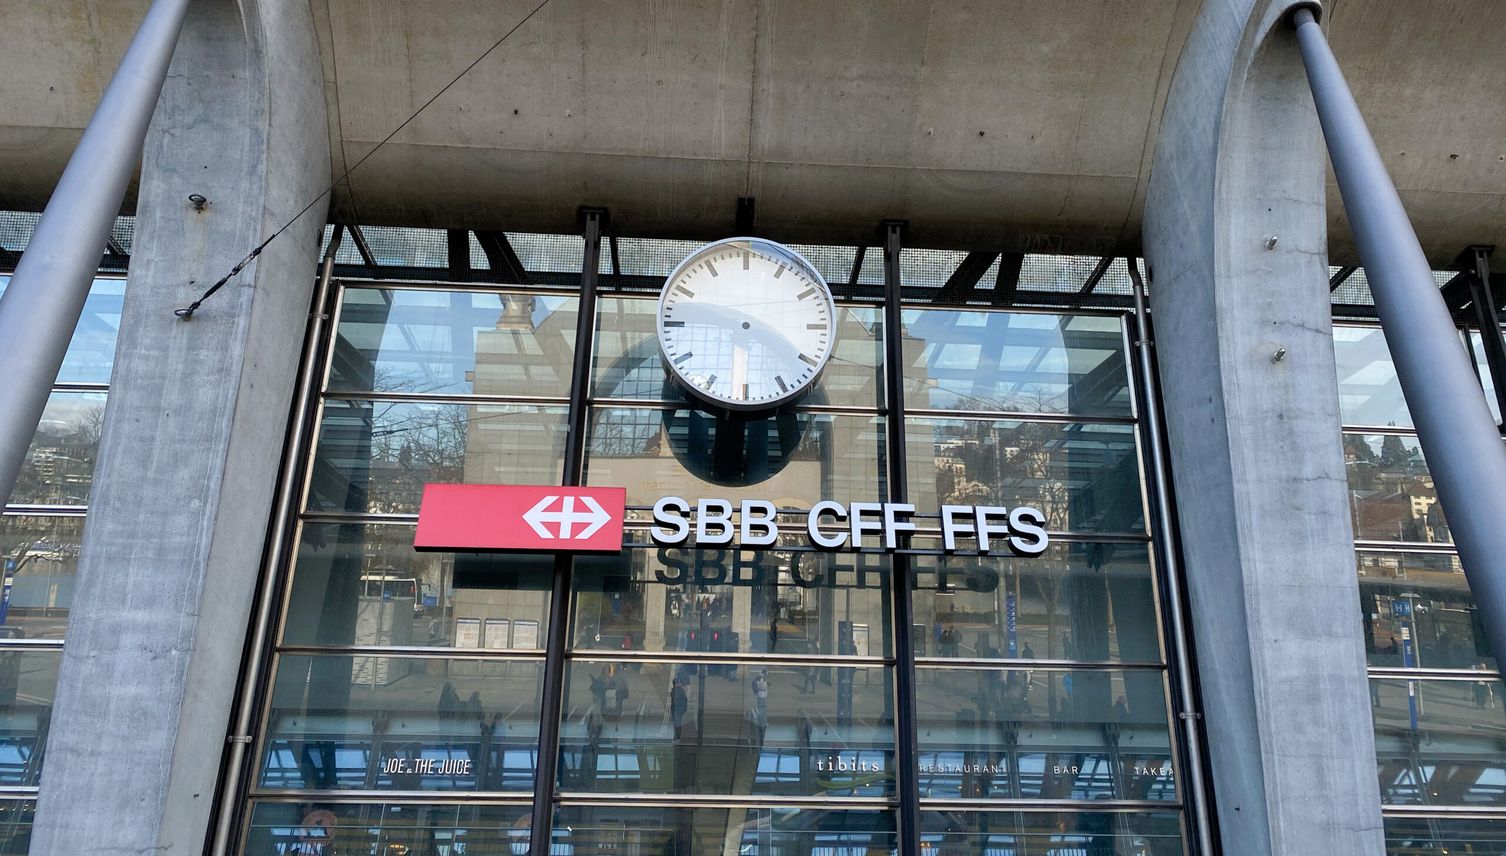 SBB CFF FFS
JOE & THE JUICE
tibits RESTAURANT BAR